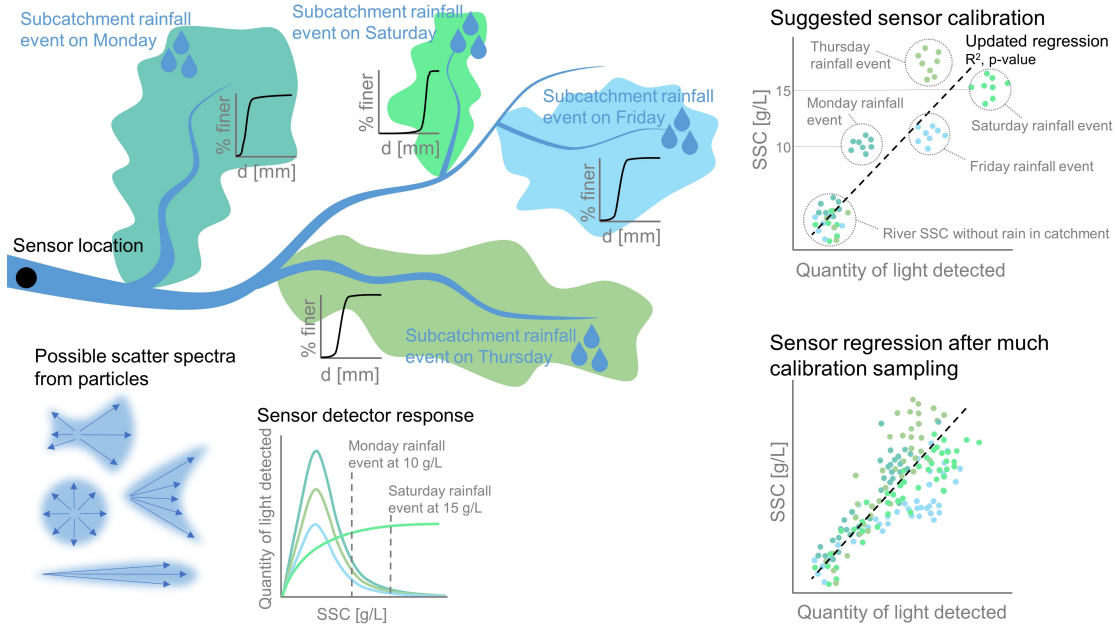 Subcatchment rainfall
event on Monday
Subcatchment rainfall
event on Saturday
% finer
d [mm]
% finer
d [mm]
Subcatchment rainfall
event on Friday
% finer
d [mm]
Sensor location
% finer
d [mm]
Subcatchment rainfall
event on Thursday
Possible scatter spectra
from particles
Sensor detector response
Quantity of light detected
Monday rainfall
event at 10 g/L
Saturday rainfall
event at 15 g/L
SSC [g/L]
Suggested sensor calibration
Thursday
rainfall event
Updated regression
R², p-value
15
Monday rainfall
event
Saturday rainfall event
10
SSC [g/L]
Friday rainfall event
River SSC without rain in catchment
Quantity of light detected
Sensor regression after much
calibration sampling
SSC [g/L]
Quantity of light detected